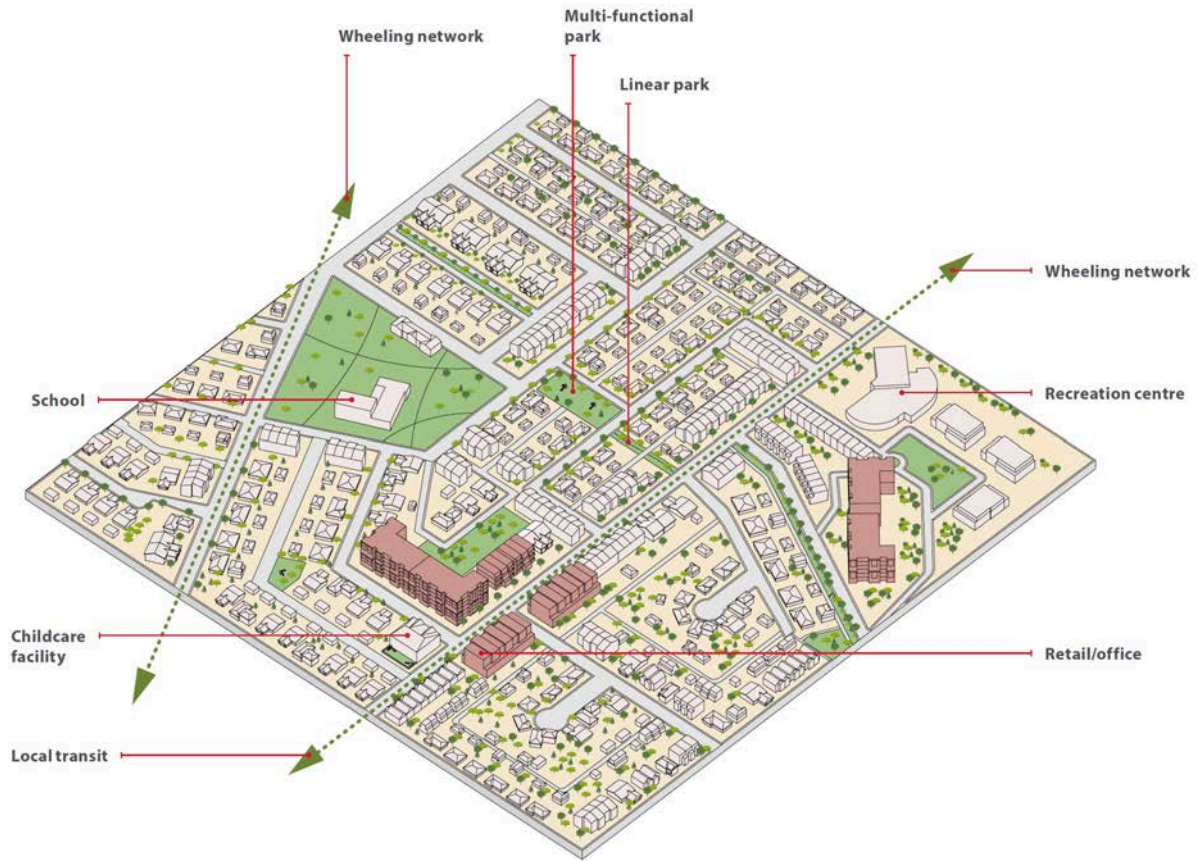 Multi-functional
park
Wheeling network
Linear park
Wheeling network
School
Recreation centre
Childcare
facility
Retail/office
Local transit